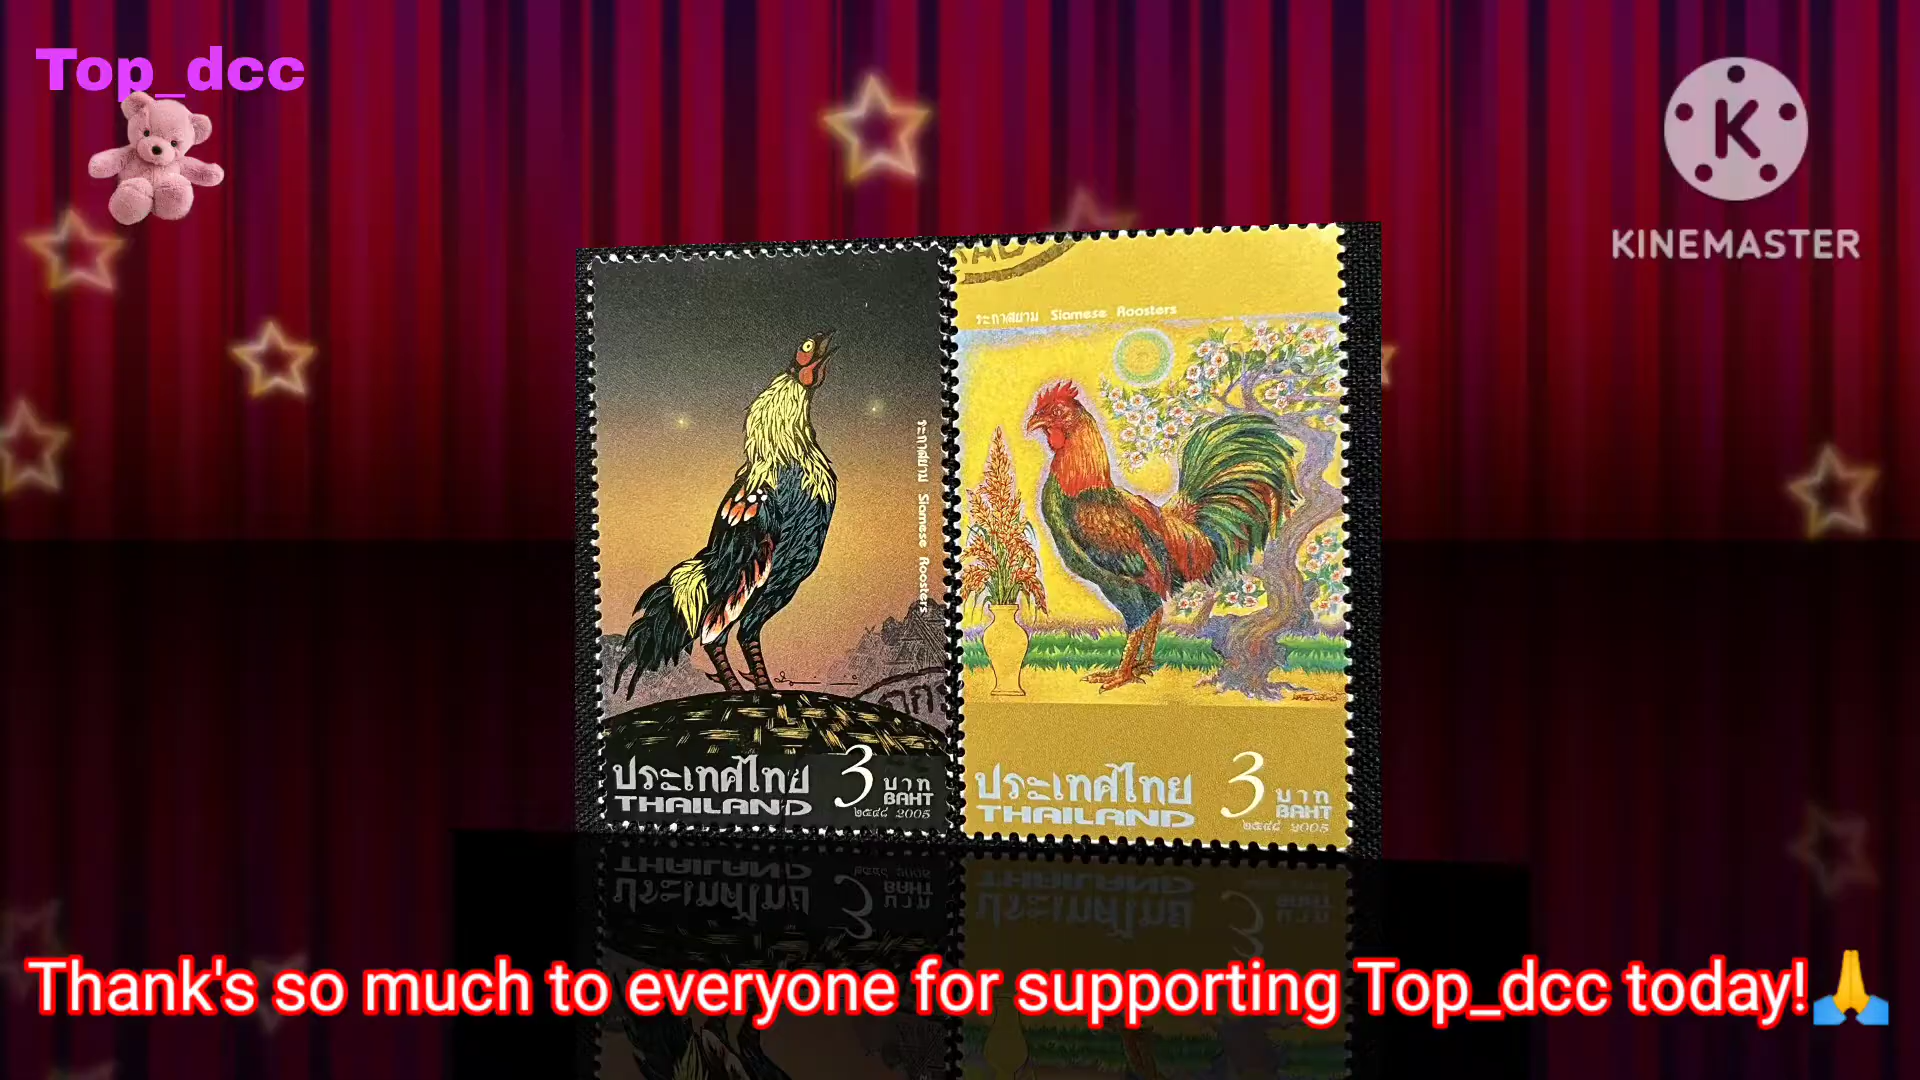 Top_dcc
K
KINEMASTER
ระกาสยาม Siamese Roosters
ระกาสยาม Siamese Roosters
ประเทศไทย
THAILAND
3
บาท
BAHT
๒๕๔๘ 2005
ประเทศไทย
THAILAND
3
บาท
BAHT
๒๕๔๘ 2005
Thank's so much to everyone for supporting Top_dcc today!🙏